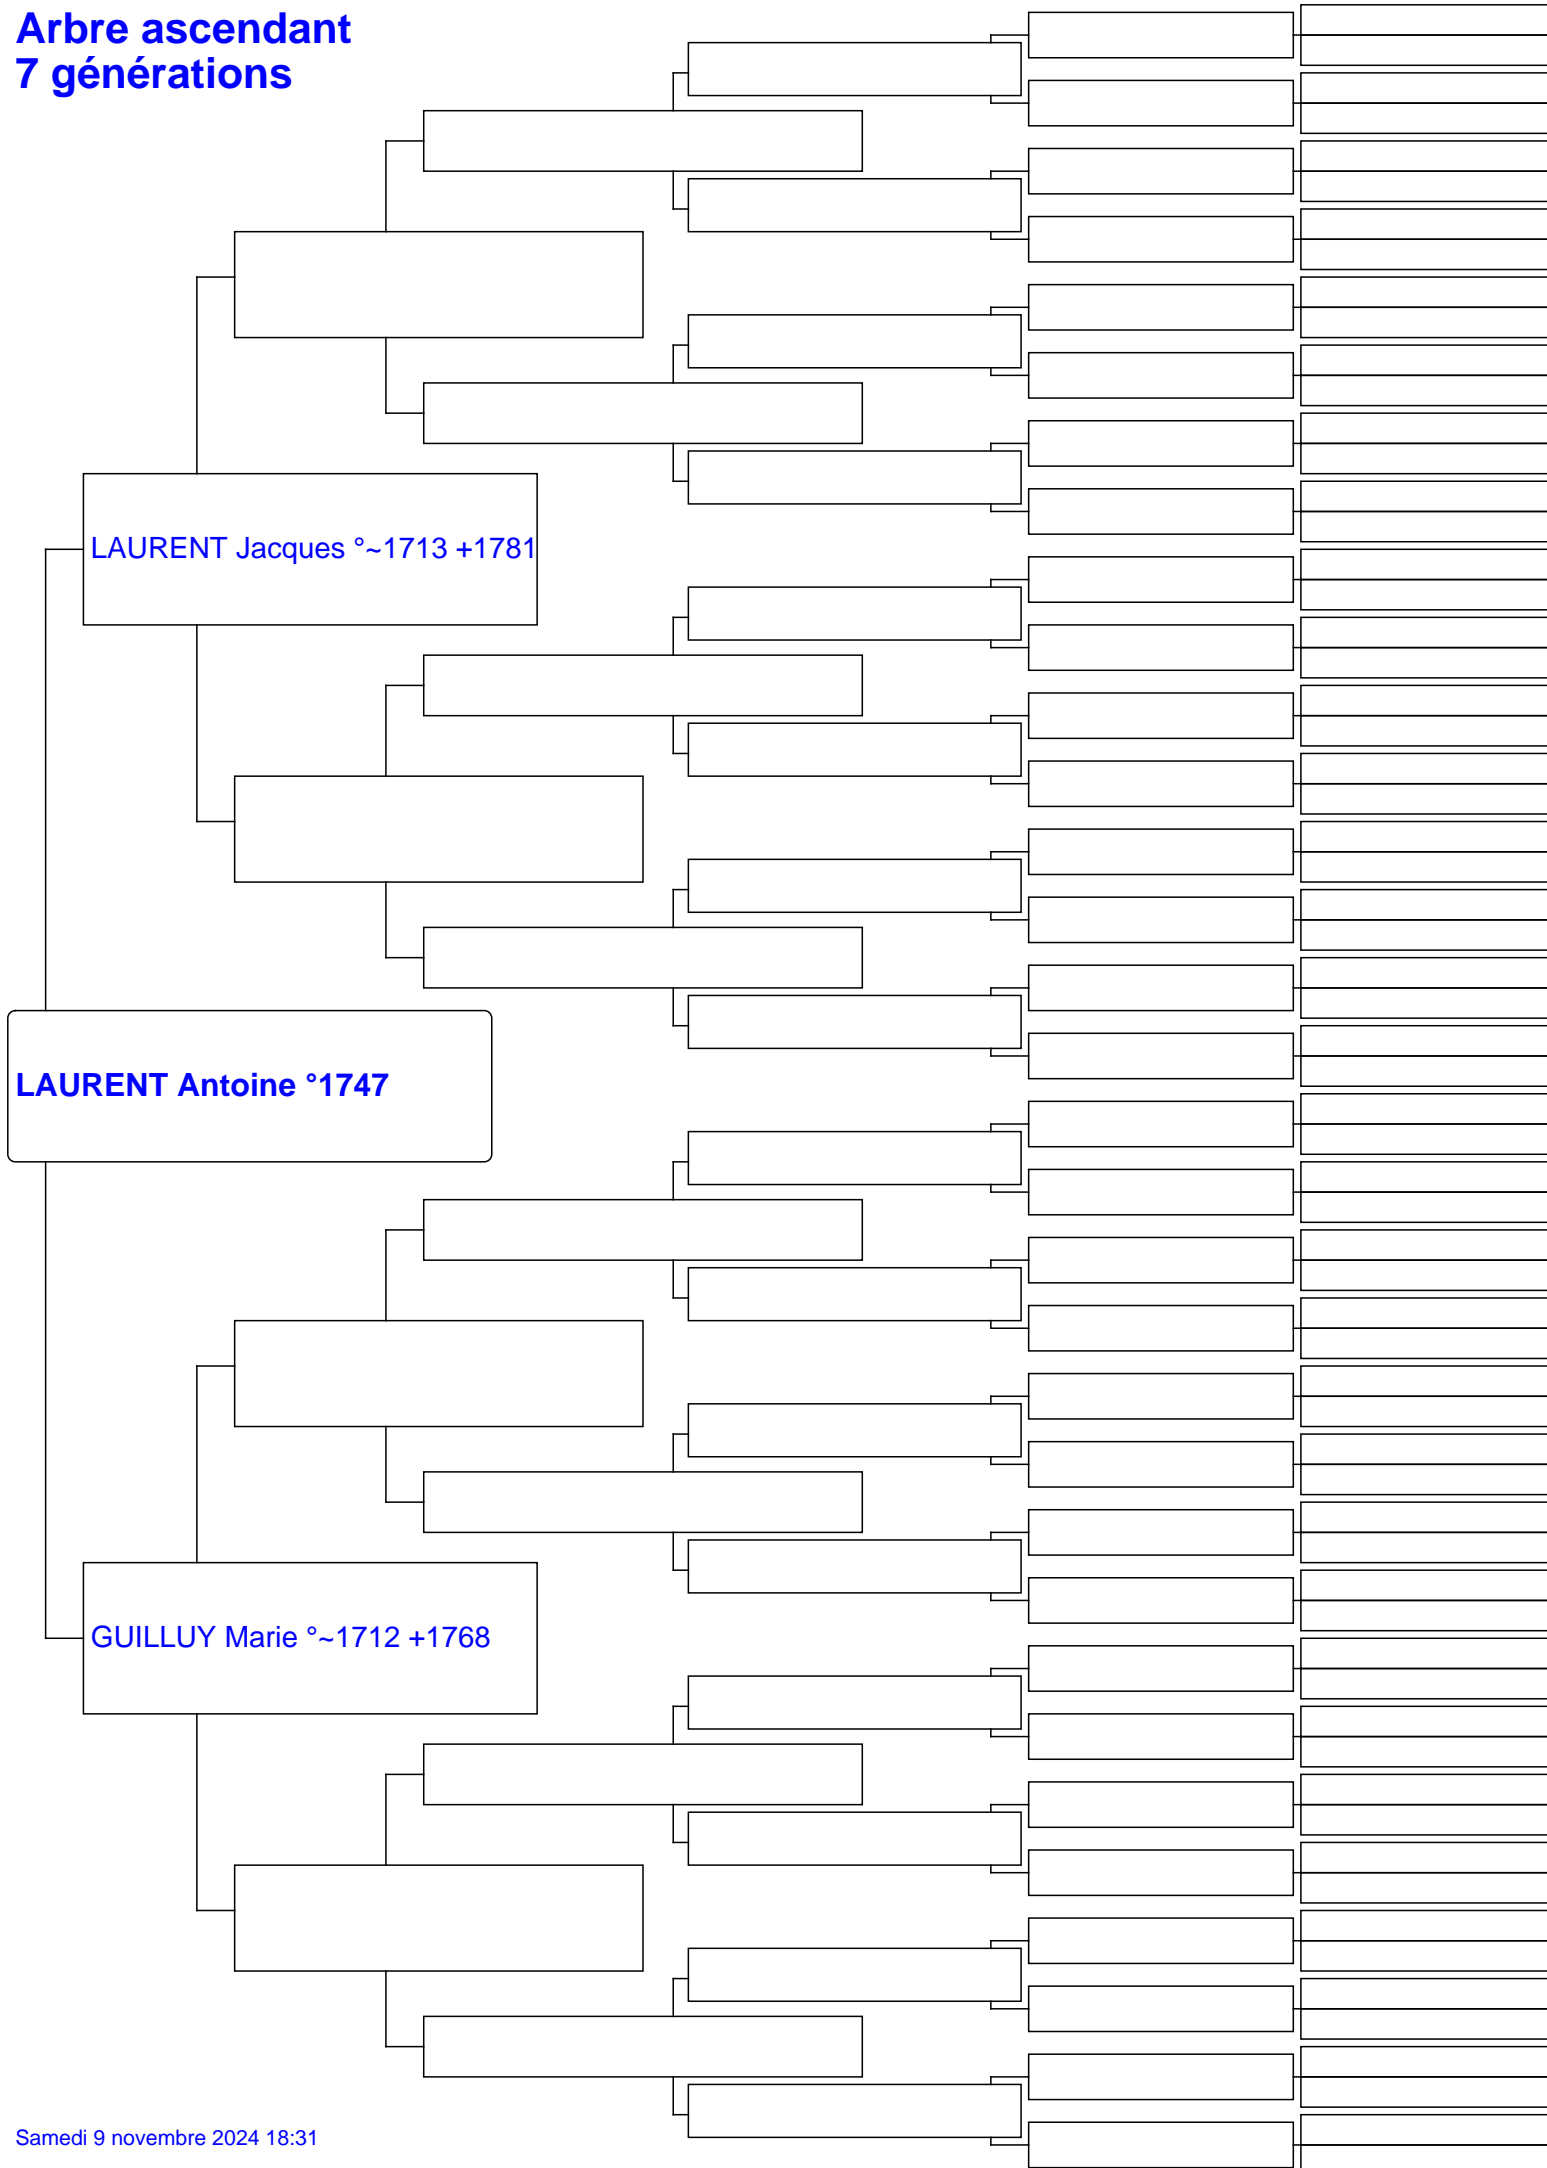 Arbre ascendant
7 générations
LAURENT Jacques °~1713 +1781
LAURENT Antoine °1747
GUILLUY Marie °~1712 +1768
Samedi 9 novembre 2024 18:31